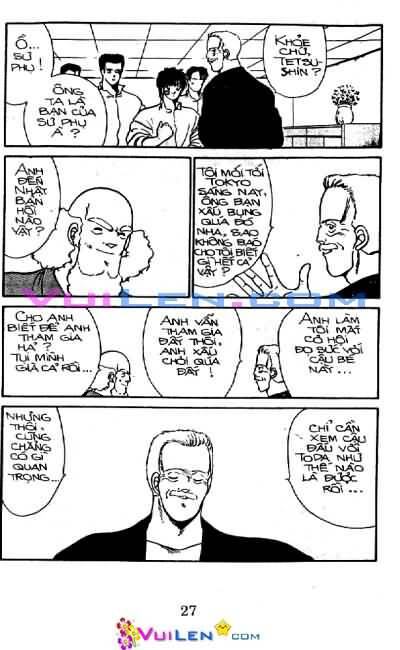 KHỎE
CHỨ,
TETSU-
SHIN?
Ồ...
SƯ
PHỤ!
ÔNG
TA LÀ
BẠN CỦA
SƯ PHỤ
À?
TÔI MỚI TỚI
TOKYO
SÁNG NAY,
ÔNG BẠN
XẤU BỤNG
QUÁ ĐÓ
NHA, SAO
KHÔNG BAO
CHO TÔI BIẾT
GÌ HẾT CẢ
VẬY?
ANH
ĐẾN
NHẬT
BẢN
HỒI
NÀO
VẬY?
ANH LÀM
TÔI MẤT
CƠ HỘI
ĐỌ SỨC VỚI
CẬU BÉ
NÀY...
ANH VẪN
THAM GIA
ĐẤY THÔI,
ANH XẤU
CHƠI QUÁ
ĐẤY!
CHO ANH
BIẾT ĐỂ ANH
THAM GIA
HẢ?
TỤI MÌNH
GIÀ CẢ RỒI...
CHỈ CẦN
XEM CẬU
ĐẤU VỚI
TODA NHƯ
THẾ NÀO
LÀ ĐƯỢC
RỒI...
NHƯNG
THÔI,
CŨNG
CHẲNG
CÓ GÌ
QUAN
TRỌNG...
VUILEN.COM
27
VUILEN.COM